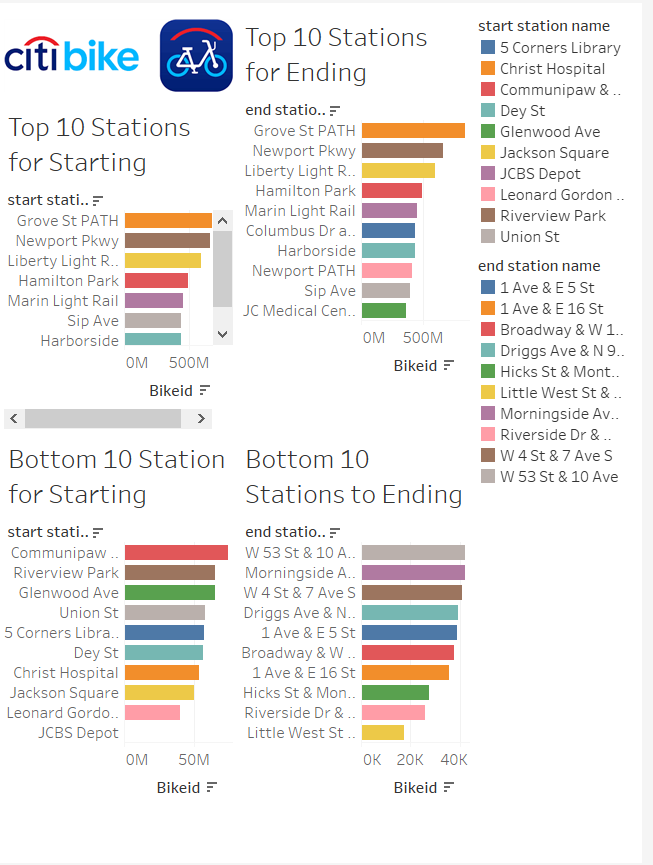 citi bike
Top 10 Stations
for Starting
start stati..
Grove St PATH
Newport Pkwy
Liberty Light R..
Hamilton Park
Marin Light Rail
Sip Ave
Harborside
0M 500M
Bikeid
Top 10 Stations
for Ending
end statio..
Grove St PATH
Newport Pkwy
Liberty Light R..
Hamilton Park
Marin Light Rail
Columbus Dr a..
Harborside
Newport PATH
Sip Ave
JC Medical Cen..
0M 500M
Bikeid
start station name
5 Corners Library
Christ Hospital
Communipaw & ..
Dey St
Glenwood Ave
Jackson Square
JCBS Depot
Leonard Gordon ..
Riverview Park
Union St
end station name
1 Ave & E 5 St
1 Ave & E 16 St
Broadway & W 1..
Driggs Ave & N 9..
Hicks St & Mont..
Little West St & ..
Morningside Av..
Riverside Dr & ..
W 4 St & 7 Ave S
W 53 St & 10 Ave
Bottom 10 Station
for Starting
start stati..
Communipaw ..
Riverview Park
Glenwood Ave
Union St
5 Corners Libra..
Dey St
Christ Hospital
Jackson Square
Leonard Gordo..
JCBS Depot
0M 50M
Bikeid
Bottom 10
Stations to Ending
end statio..
W 53 St & 10 A..
Morningside A..
W 4 St & 7 Ave S
Driggs Ave & N..
1 Ave & E 5 St
Broadway & W ..
1 Ave & E 16 St
Hicks St & Mon..
Riverside Dr & ..
Little West St ..
0K 20K 40K
Bikeid